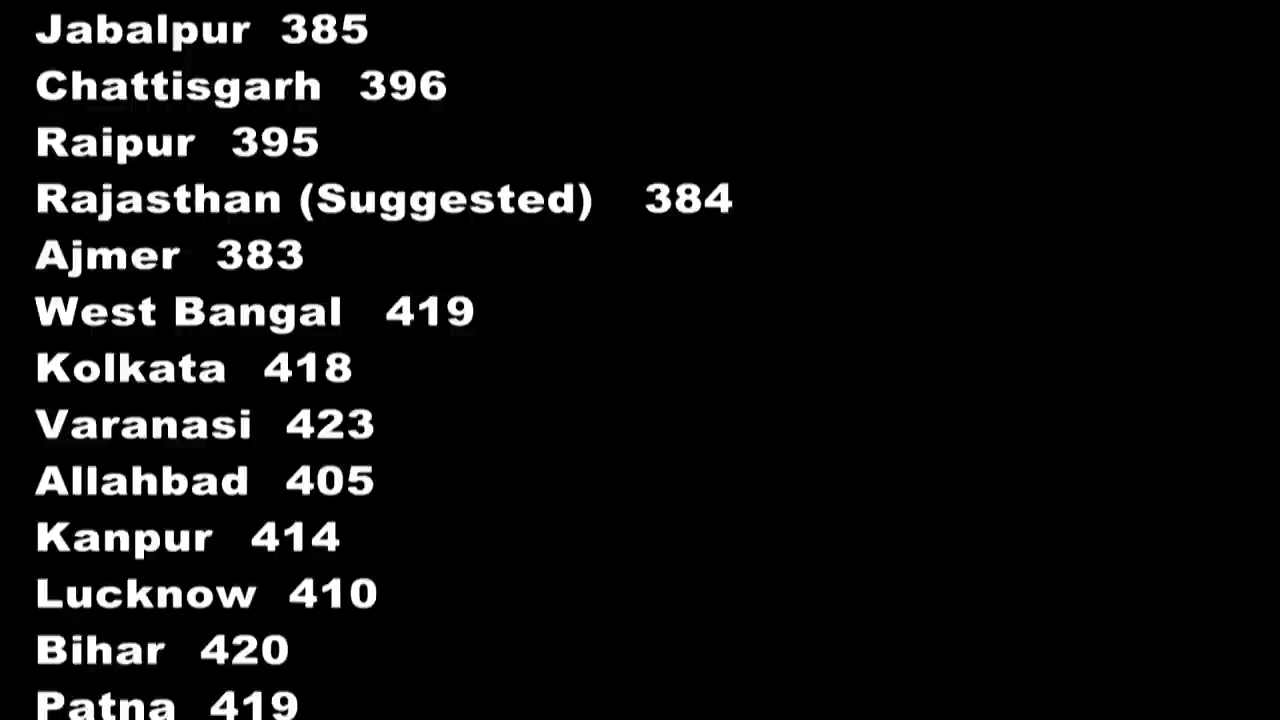 Jabalpur 385
Chattisgarh 396
Raipur 395
Rajasthan (Suggested) 384
Ajmer 383
West Bangal 419
Kolkata 418
Varanasi 423
Allahbad 405
Kanpur 414
Lucknow 410
Bihar 420
Patna 419